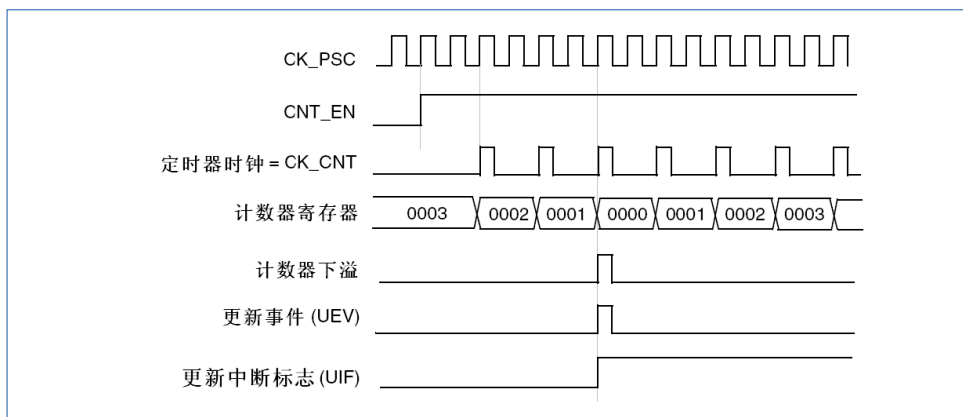 CK_PSC
CNT_EN
定时器时钟 = CK_CNT
计数器寄存器 0003 0002 0001 0000 0001 0002 0003
计数器下溢
更新事件 (UEV)
更新中断标志 (UIF)